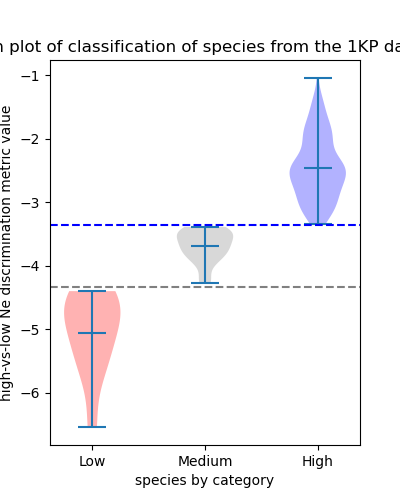 plot of classification of species from the 1KP
high-vs-low Ne discrimination metric value
−1
−2
−3
−4
−5
−6
Low Medium High
species by category